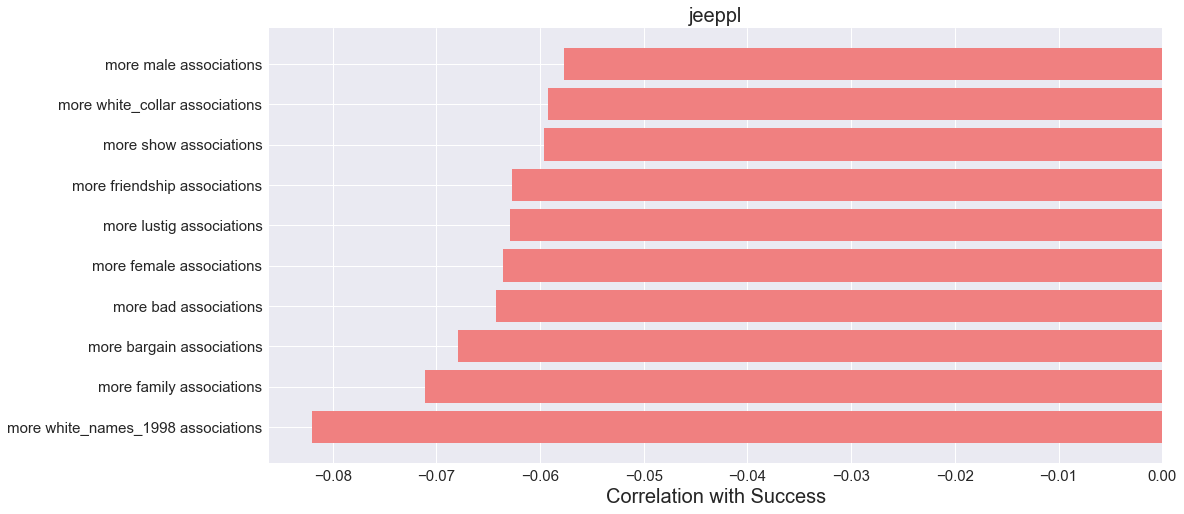 jeeppl
more male associations
more white_collar associations
more show associations
more friendship associations
more lustig associations
more female associations
more bad associations
more bargain associations
more family associations
more white_names_1998 associations
−0.08 −0.07 −0.06 −0.05 −0.04 −0.03 −0.02 −0.01 0.00
Correlation with Success